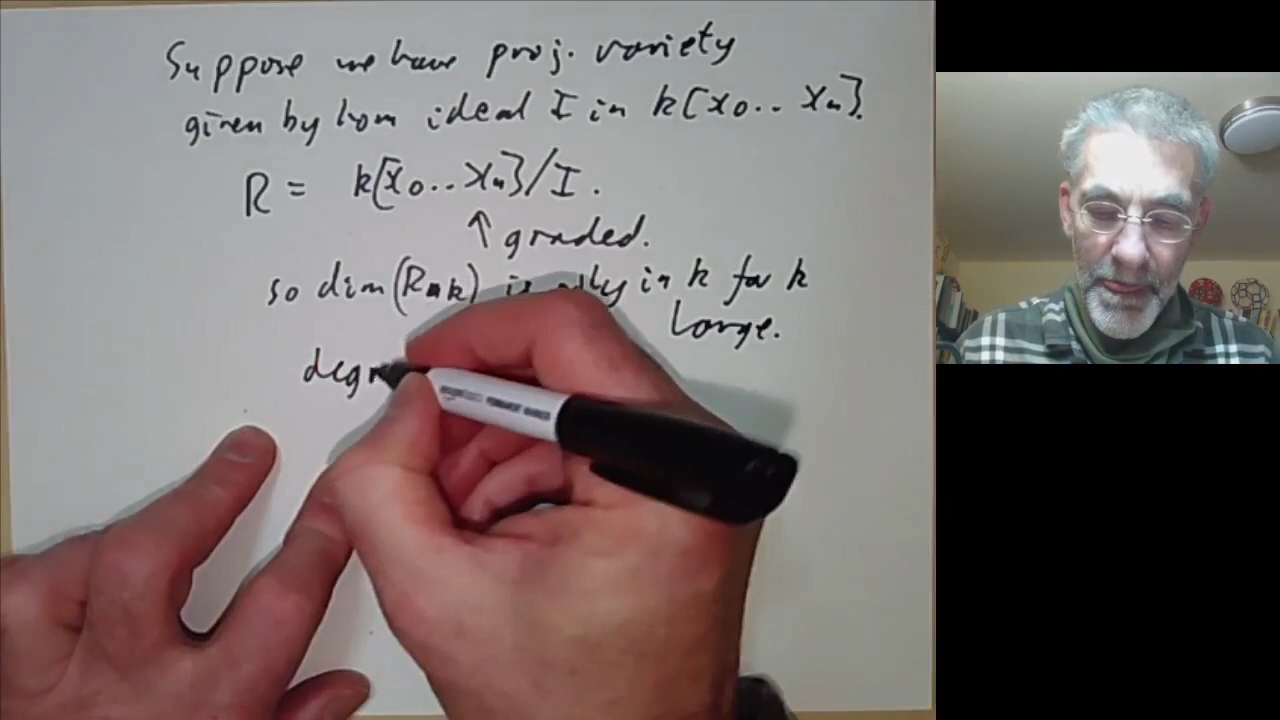 Suppose we have proj. variety
given by hom ideal I in k[x0.. xn].
R = k[x0.. xn]/I.
↑ graded.
so dim(R k) is poly in k for k
large.
deg